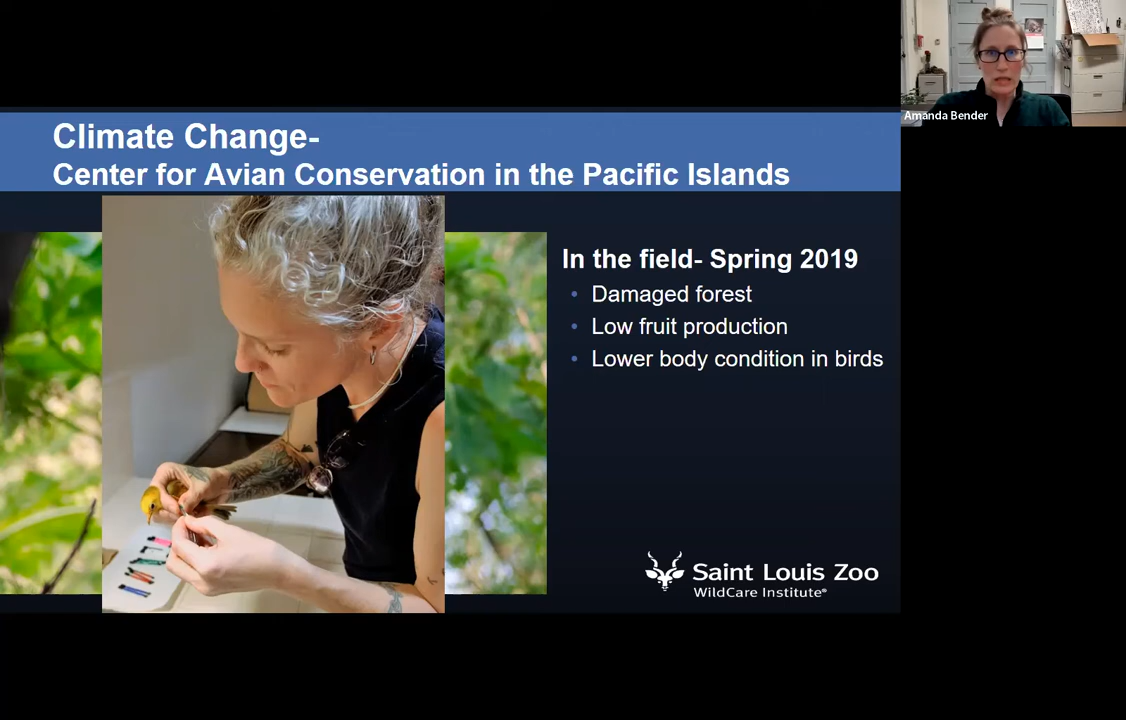 Climate Change-
Center for Avian Conservation in the Pacific Islands
In the field- Spring 2019
• Damaged forest
• Low fruit production
• Lower body condition in birds
Saint Louis Zoo
WildCare Institute®
Amanda Bender